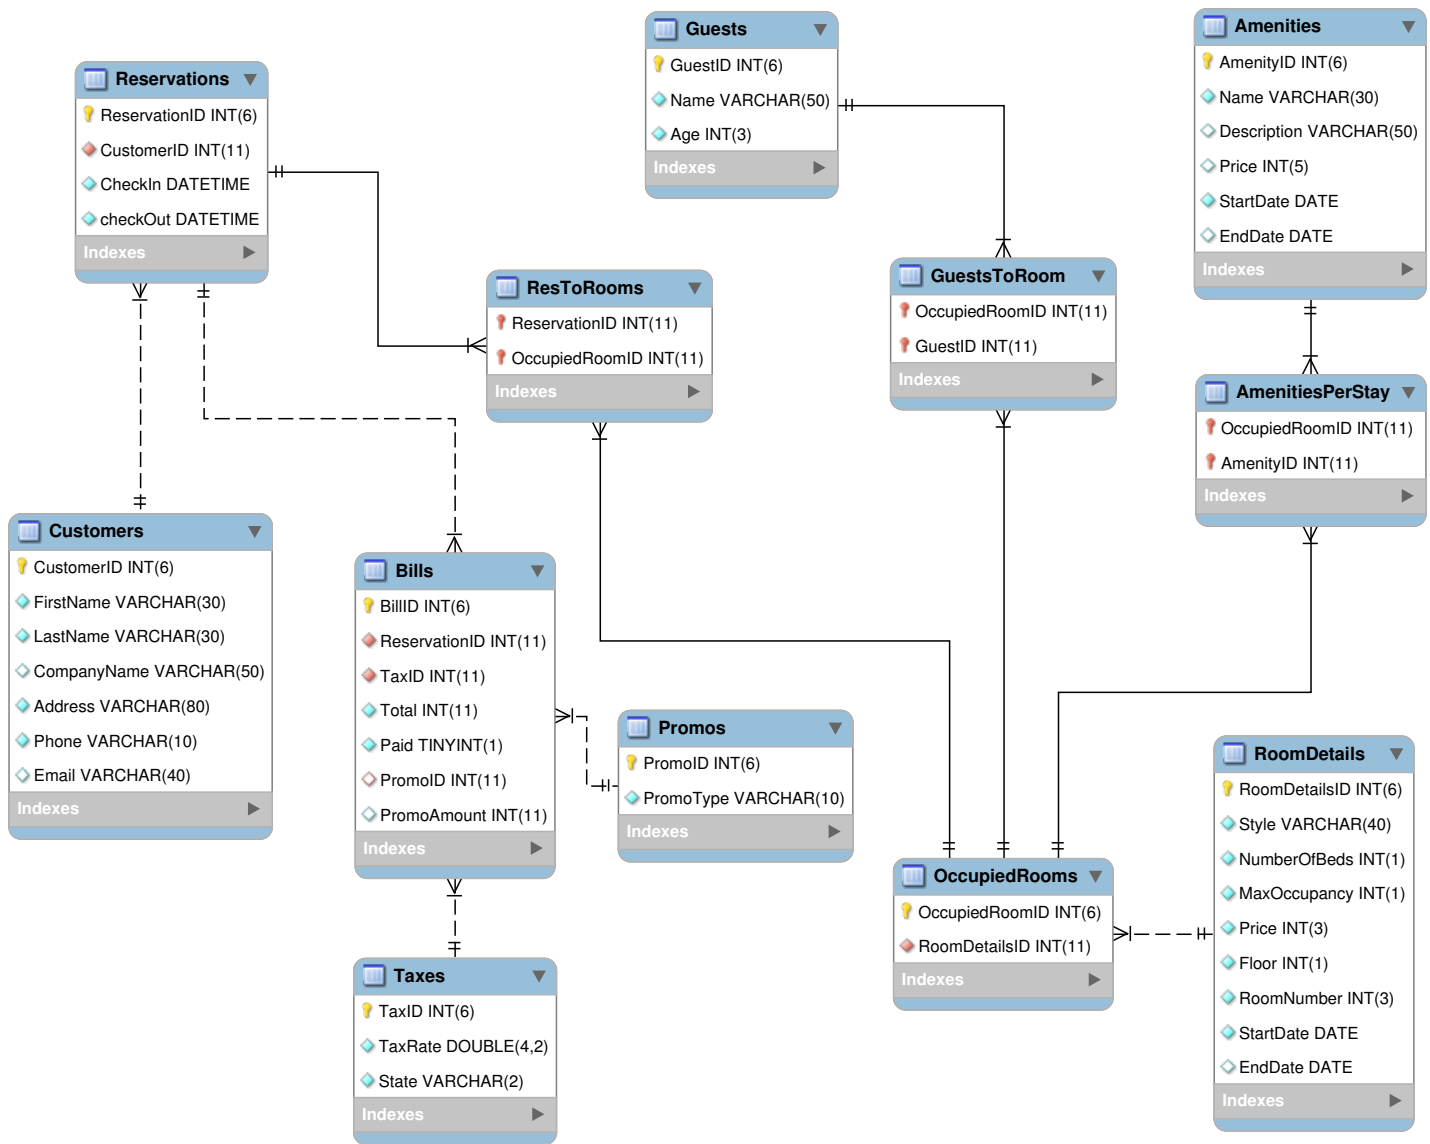 Reservations
ReservationID INT(6)
CustomerID INT(11)
CheckIn DATETIME
checkOut DATETIME
Indexes
Guests
GuestID INT(6)
Name VARCHAR(50)
Age INT(3)
Indexes
Amenities
AmenityID INT(6)
Name VARCHAR(30)
Description VARCHAR(50)
Price INT(5)
StartDate DATE
EndDate DATE
Indexes
ResToRooms
ReservationID INT(11)
OccupiedRoomID INT(11)
Indexes
GuestsToRoom
OccupiedRoomID INT(11)
GuestID INT(11)
Indexes
AmenitiesPerStay
OccupiedRoomID INT(11)
AmenityID INT(11)
Indexes
Customers
CustomerID INT(6)
FirstName VARCHAR(30)
LastName VARCHAR(30)
CompanyName VARCHAR(50)
Address VARCHAR(80)
Phone VARCHAR(10)
Email VARCHAR(40)
Indexes
Bills
BillID INT(6)
ReservationID INT(11)
TaxID INT(11)
Total INT(11)
Paid TINYINT(1)
PromoID INT(11)
PromoAmount INT(11)
Indexes
Promos
PromoID INT(6)
PromoType VARCHAR(10)
Indexes
RoomDetails
RoomDetailsID INT(6)
Style VARCHAR(40)
NumberOfBeds INT(1)
MaxOccupancy INT(1)
Price INT(3)
Floor INT(1)
RoomNumber INT(3)
StartDate DATE
EndDate DATE
Indexes
OccupiedRooms
OccupiedRoomID INT(6)
RoomDetailsID INT(11)
Indexes
Taxes
TaxID INT(6)
TaxRate DOUBLE(4,2)
State VARCHAR(2)
Indexes